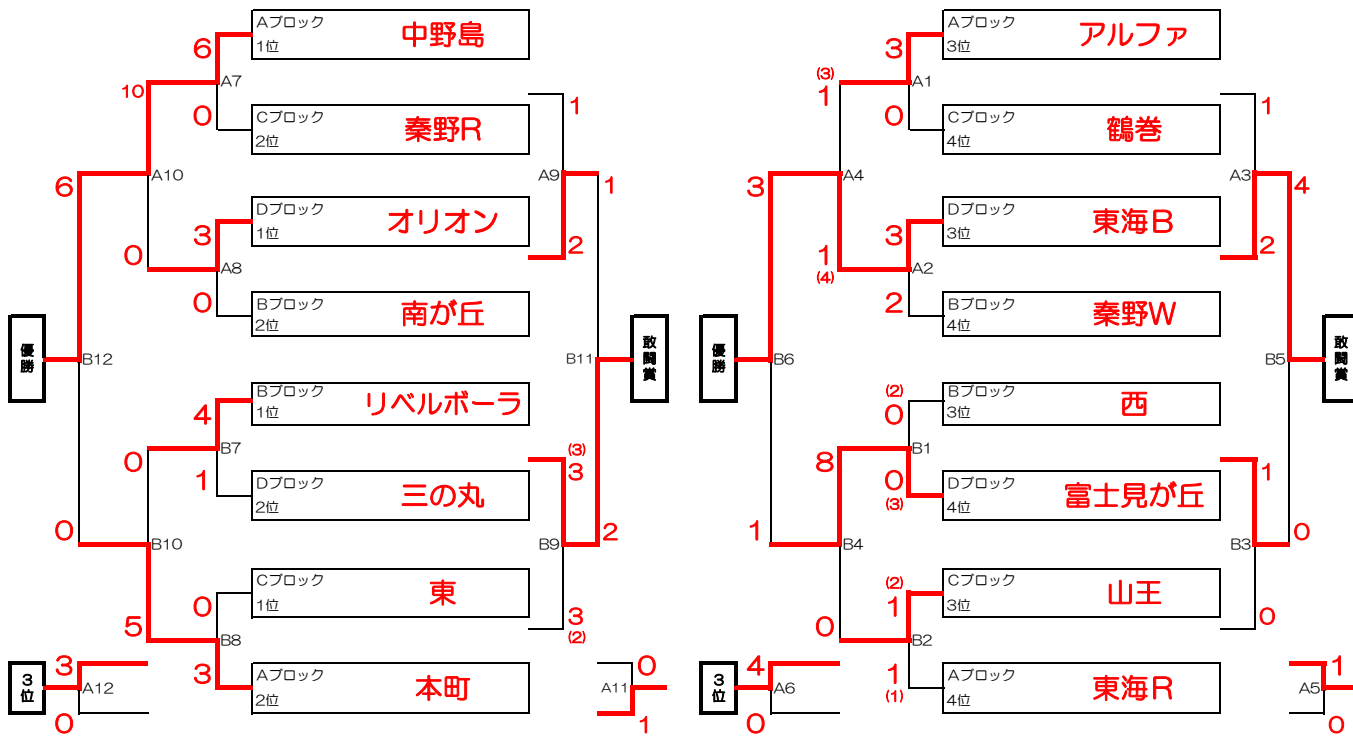 Aブロック
1位
中野島
6
A7
10
0
Cブロック
2位
秦野R
1
6
A10
A9
1
Dブロック
1位
オリオン
3
0
2
A8
0
Bブロック
2位
南が丘
優勝
B12
B11
敢闘賞
Bブロック
1位
リベルボーラ
4
0
B7
(3)
3
1
Dブロック
2位
三の丸
0
B10
B9
2
Cブロック
1位
東
0
5
B8
3
(2)
3
Aブロック
2位
本町
3位
3
A12
0
0
A11
1
Aブロック
3位
アルファ
3
(3)
1
A1
0
Cブロック
4位
鶴巻
1
3
A4
A3
4
Dブロック
3位
東海B
3
1
(4)
2
A2
2
Bブロック
4位
秦野W
優勝
B6
B5
敢闘賞
Bブロック
3位
西
(2)
0
8
B1
0
(3)
1
Dブロック
4位
富士見が丘
1
B4
B3
0
Cブロック
3位
山王
(2)
1
0
B2
0
1
(1)
Aブロック
4位
東海R
3位
4
A6
0
1
A5
0